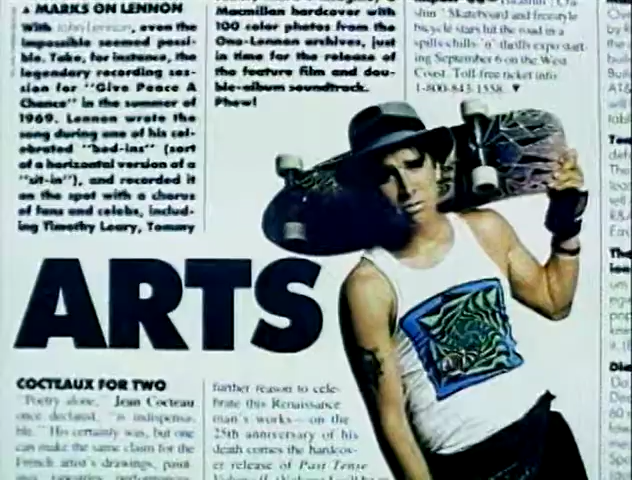 ▲ MARKS ON LENNON
With John Lennon, even the
impossible seemed possi-
ble. Take, for instance, the
legendary recording ses-
sion for "Give Peace A
Chance" in the summer of
1969. Lennon wrote the
song during one of his cel-
ebrated "bed-ins" (sort
of a horizontal version of a
"sit-in"), and recorded it
on the spot with a chorus
of fans and celebs, includ-
ing Timothy Leary, Tommy
Macmillan hardcover with
100 color photos from the
Ono-Lennon archives, just
in time for the release of
the feature film and dou-
ble-album soundtrack.
Phew!
Skateboard and freestyle
bicycle stars hit the road in a
spills chills 'n' thrills expo start-
ing September 6 on the West
Coast. Toll-free ticket info
1-800-843-1558. ▼
ARTS
COCTEAUX FOR TWO
"Poetry alone," Jean Cocteau
once declared, "is indispensa-
ble." His certainty was, but one
can make the same claim for the
French artist's drawings, paint-
further reason to cele-
brate this Renaissance
man's works—on the
25th anniversary of his
death comes the hardcov-
er release of Past Tense